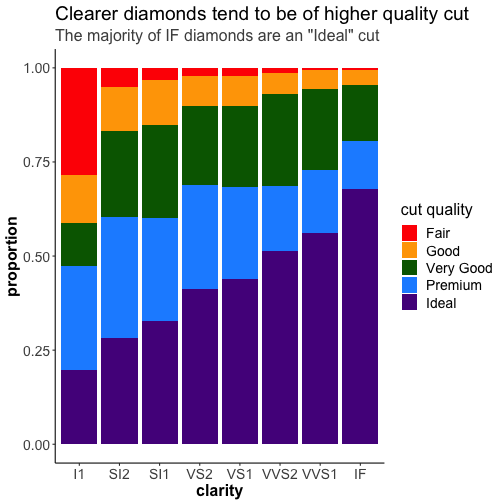 Clearer diamonds tend to be of higher quality cut
The majority of IF diamonds are an "Ideal" cut
proportion
1.00
0.75
0.50
0.25
0.00
I1 SI2 SI1 VS2 VS1 VVS2 VVS1 IF
clarity
cut quality
Fair
Good
Very Good
Premium
Ideal